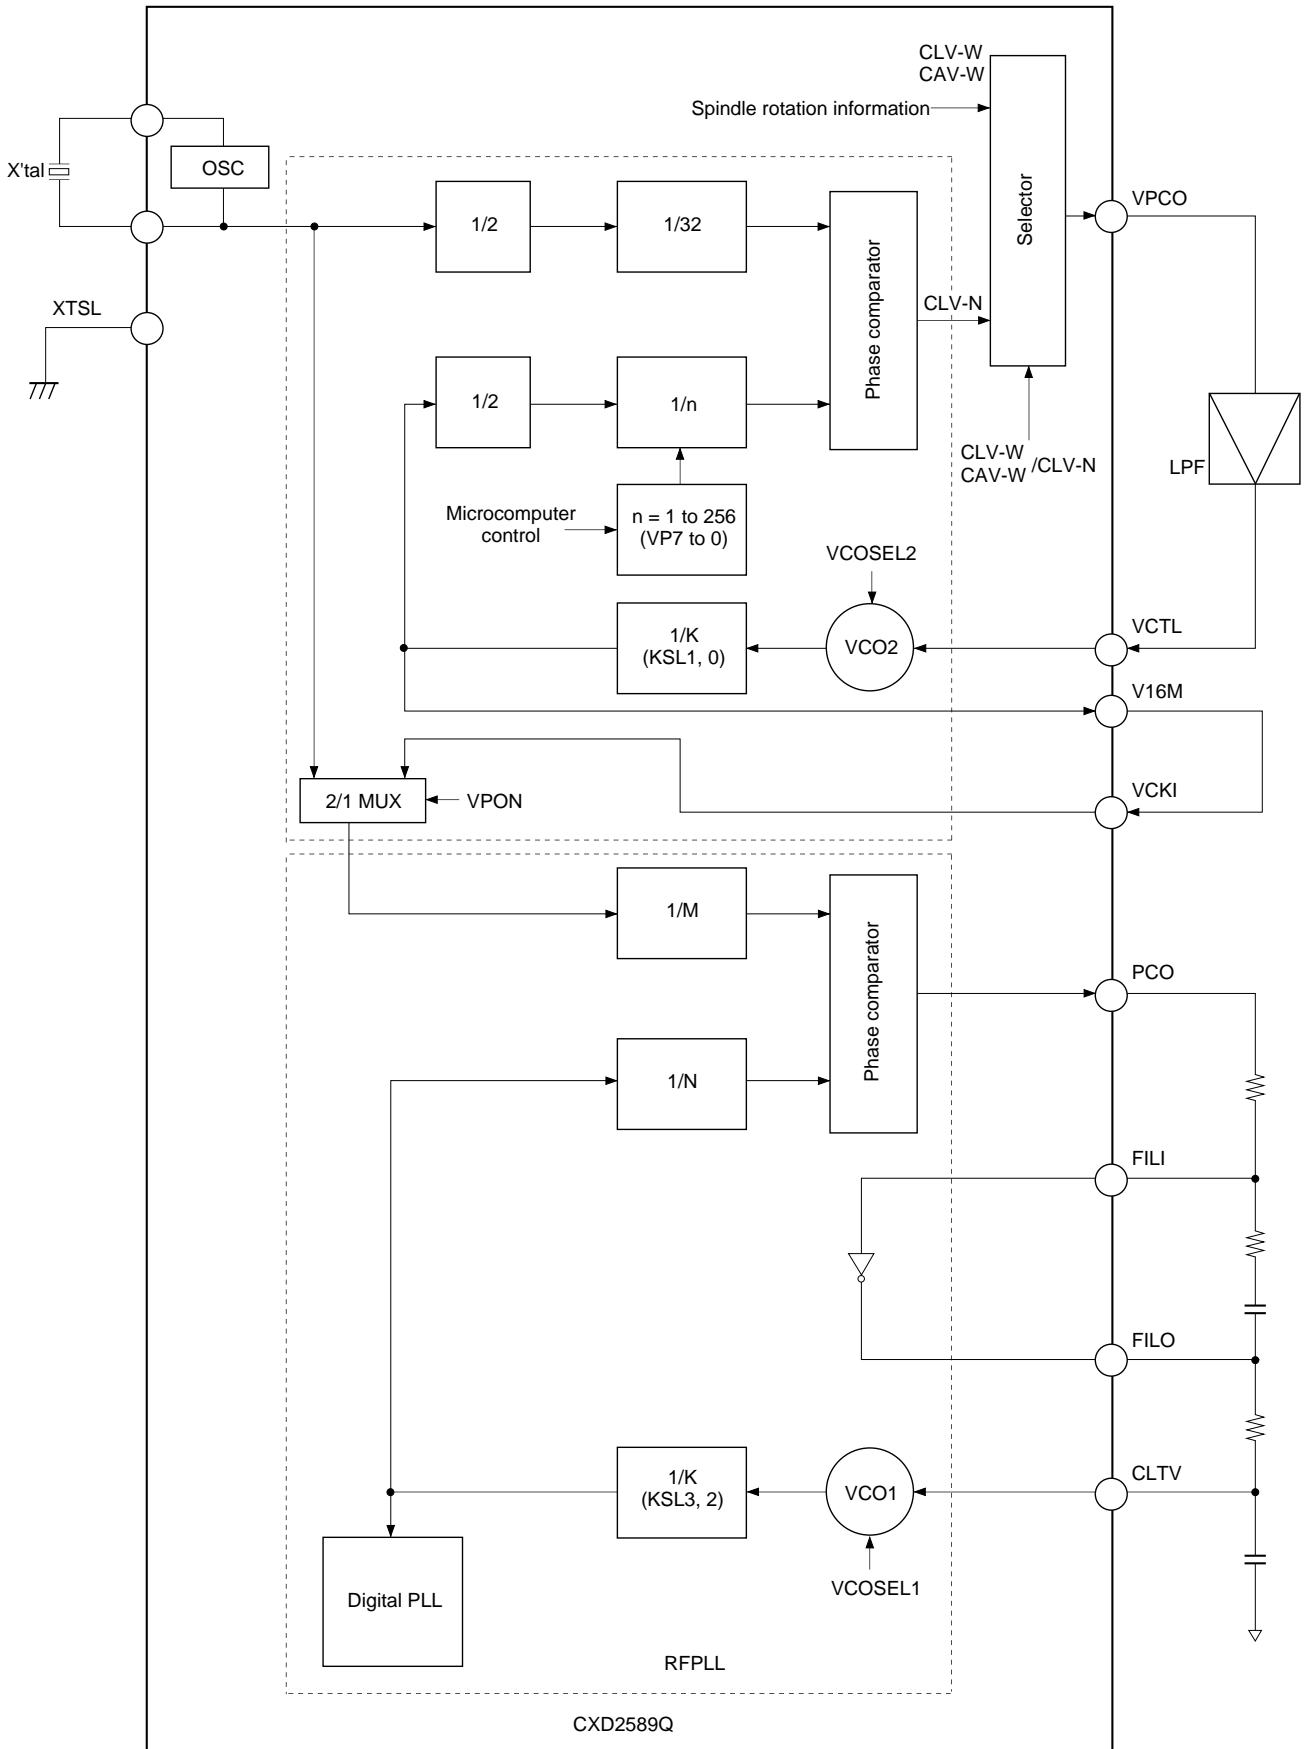 CLV-W
CAV-W
Spindle rotation information
X'tal
OSC
1/2
1/32
Phase comparator
Selector
VPCO
XTSL
CLV-N
1/2
1/n
CLV-W
CAV-W
/CLV-N
LPF
Microcomputer
control
n = 1 to 256
(VP7 to 0)
VCOSEL2
1/K
(KSL1, 0)
VCO2
VCTL
V16M
2/1 MUX
VPON
VCKI
1/M
Phase comparator
PCO
1/N
FILI
FILO
1/K
(KSL3, 2)
VCO1
CLTV
VCOSEL1
Digital PLL
RFPLL
CXD2589Q